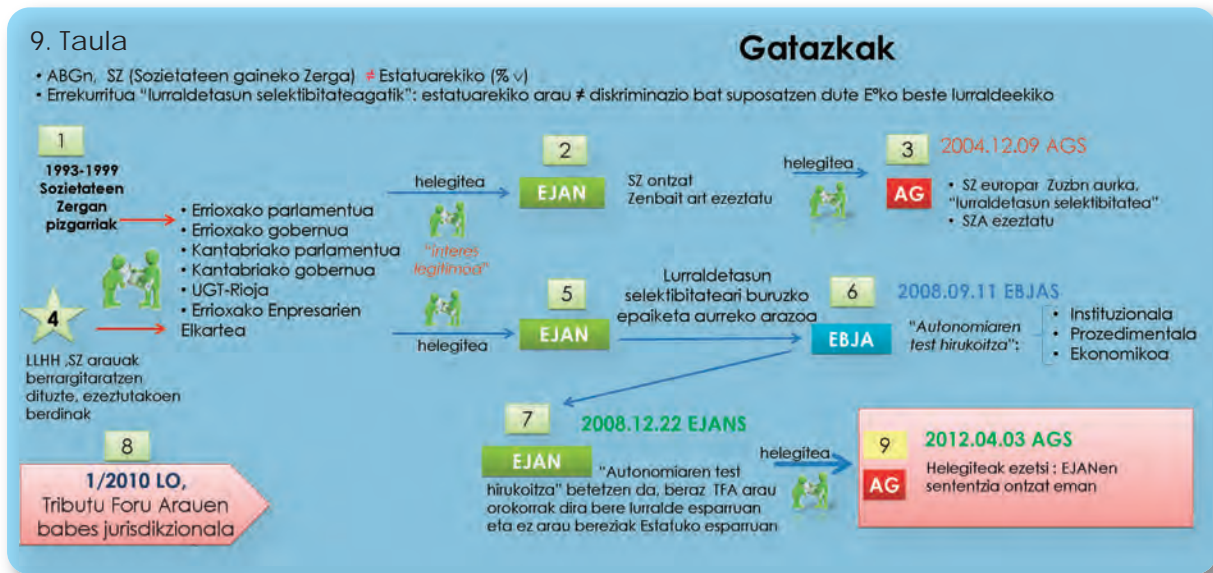 9. Taula
Gatazkak
• ABGn, SZ (Sozietateen gaineko Zerga) ≠ Estatuarekiko (% v)
• Errekurritua "lurraldetasun selektibitateagatik": estatuarekiko arau ≠ diskriminazio bat suposatzen dute Eºko beste lurraldeekiko
1
1993-1999
Sozietateen
Zergan
pizgarriak
• Errioxako parlamentua
• Errioxako gobernua
• Kantabriako parlamentua
• Kantabriako gobernua
• UGT-Rioja
• Errioxako Enpresarien
Elkartea
helegitea
"interes
legitimoa"
helegitea
2
EJAN
SZ ontzat
Zenbait art ezeztatu
helegitea
3
2004.12.09 AGS
AG
• SZ europar Zuzbn aurka,
"lurraldetasun selektibitatea"
• SZA ezeztatu
4
LLHH ,SZ arauak
berrargitaratzen
dituzte, ezeztutakoen
berdinak
5
EJAN
Lurraldetasun
selektibitateari buruzko
epaiketa aurreko arazoa
6
2008.09.11 EBJAS
EBJA
"Autonomiaren
test hirukoitza":
• Instituzionala
• Prozedimentala
• Ekonomikoa
7
2008.12.22 EJANS
EJAN
"Autonomiaren test
hirukoitza" betetzen da, beraz TFA arau
orokorrak dira bere lurralde esparruan
eta ez arau bereziak Estatuko esparruan
helegitea
8
1/2010 LO,
Tributu Foru Arauen
babes jurisdikzionala
9
2012.04.03 AGS
AG
Helegiteak ezetsi : EJANen
sententzia ontzat eman